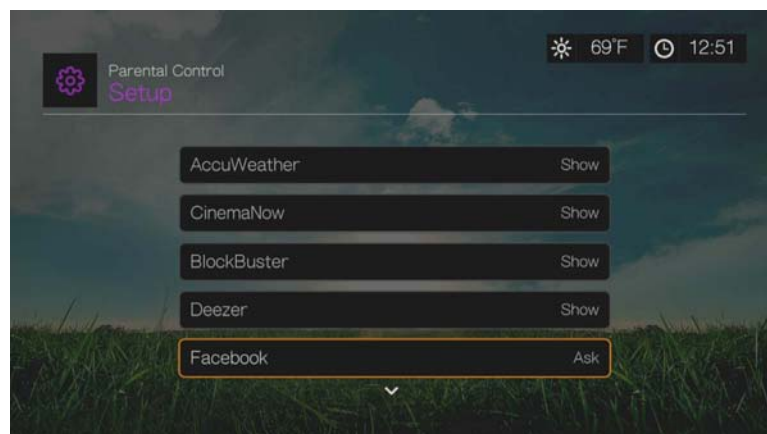 69°F 12:51
Parental Control
Setup
AccuWeather Show
CinemaNow Show
BlockBuster Show
Deezer Show
Facebook Ask